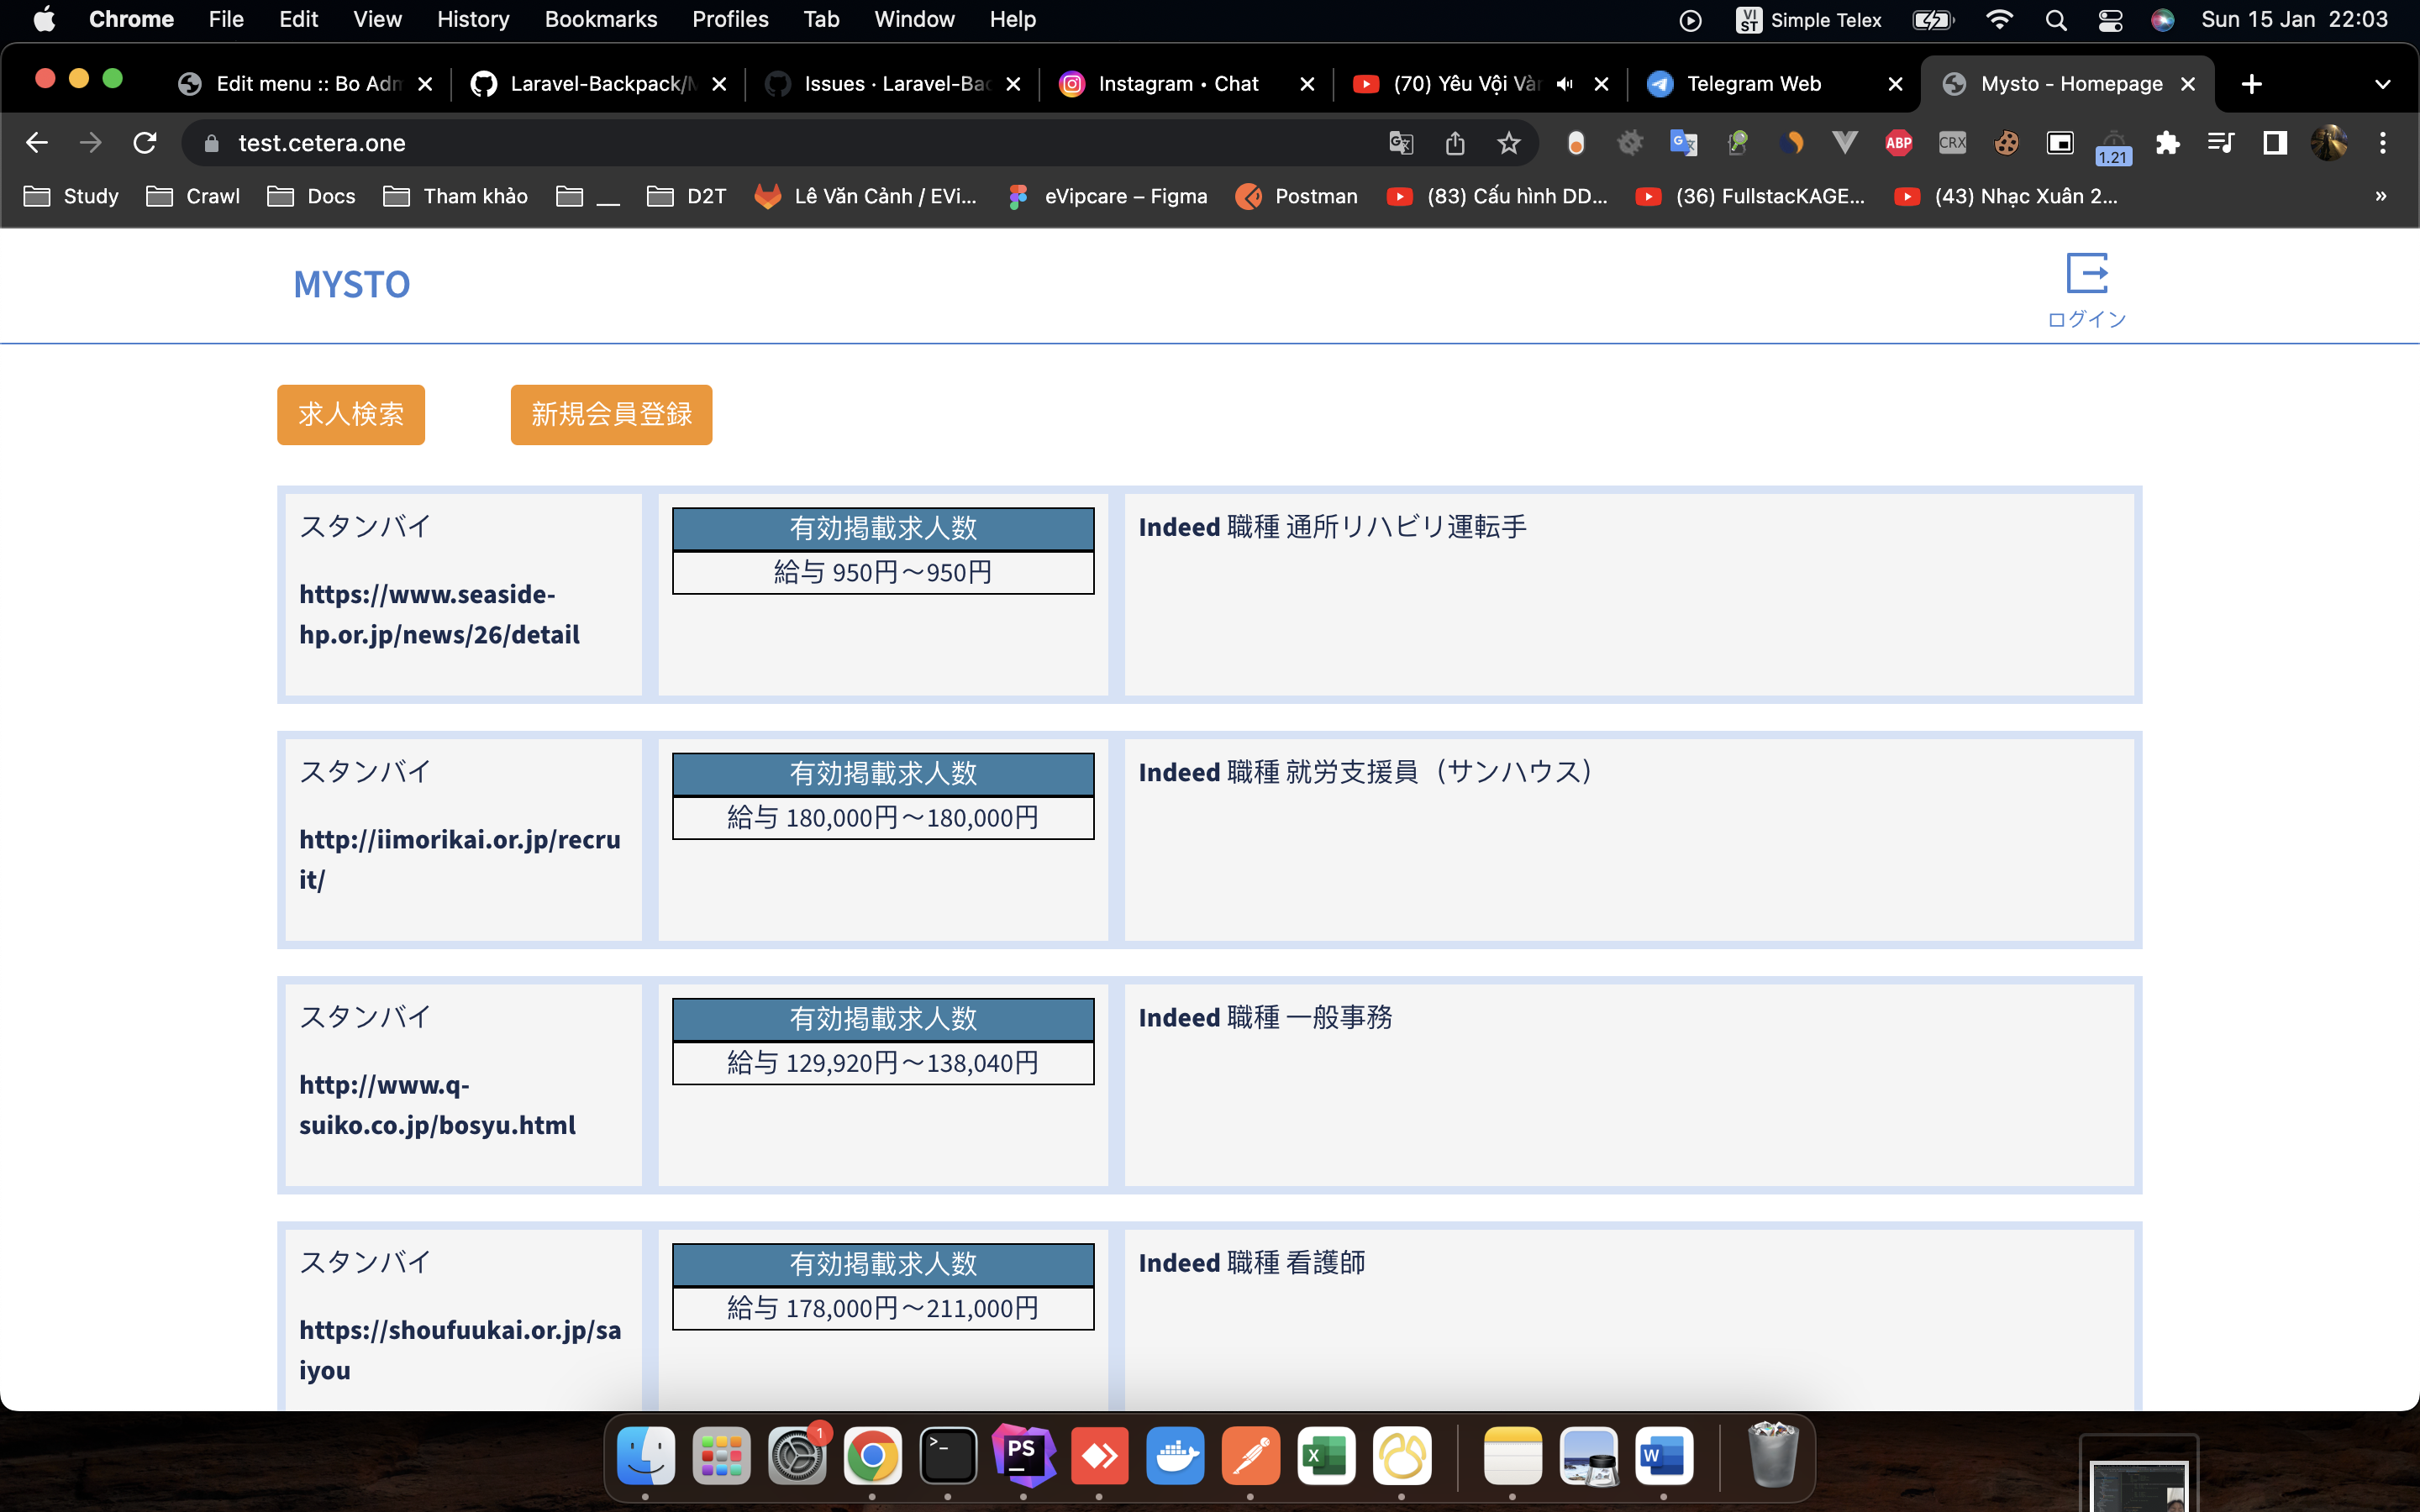 Chrome File Edit View History Bookmarks Profiles Tab Window Help VI ST Simple Telex Sun 15 Jan 22:03
Edit menu :: Bo Adm Laravel-Backpack/M Issues · Laravel-Bac Instagram • Chat (70) Yêu Vội Vàn Telegram Web Mysto - Homepage
test.cetera.one ABP CRX 1.21
Study Crawl Docs Tham khảo __ D2T Lê Văn Cảnh / EVi... eVipcare – Figma Postman (83) Cấu hình DD... (36) FullstacKAGE... (43) Nhạc Xuân 2... »
MYSTO
ログイン
求人検索 新規会員登録
スタンバイ
https://www.seaside-
hp.or.jp/news/26/detail
有効掲載求人数
給与 950円～950円
Indeed 職種 通所リハビリ運転手
スタンバイ
http://iimorikai.or.jp/recru
it/
有効掲載求人数
給与 180,000円～180,000円
Indeed 職種 就労支援員（サンハウス）
スタンバイ
http://www.q-
suiko.co.jp/bosyu.html
有効掲載求人数
給与 129,920円～138,040円
Indeed 職種 一般事務
スタンバイ
https://shoufuukai.or.jp/sa
iyou
有効掲載求人数
給与 178,000円～211,000円
Indeed 職種 看護師
1
PS
X
W